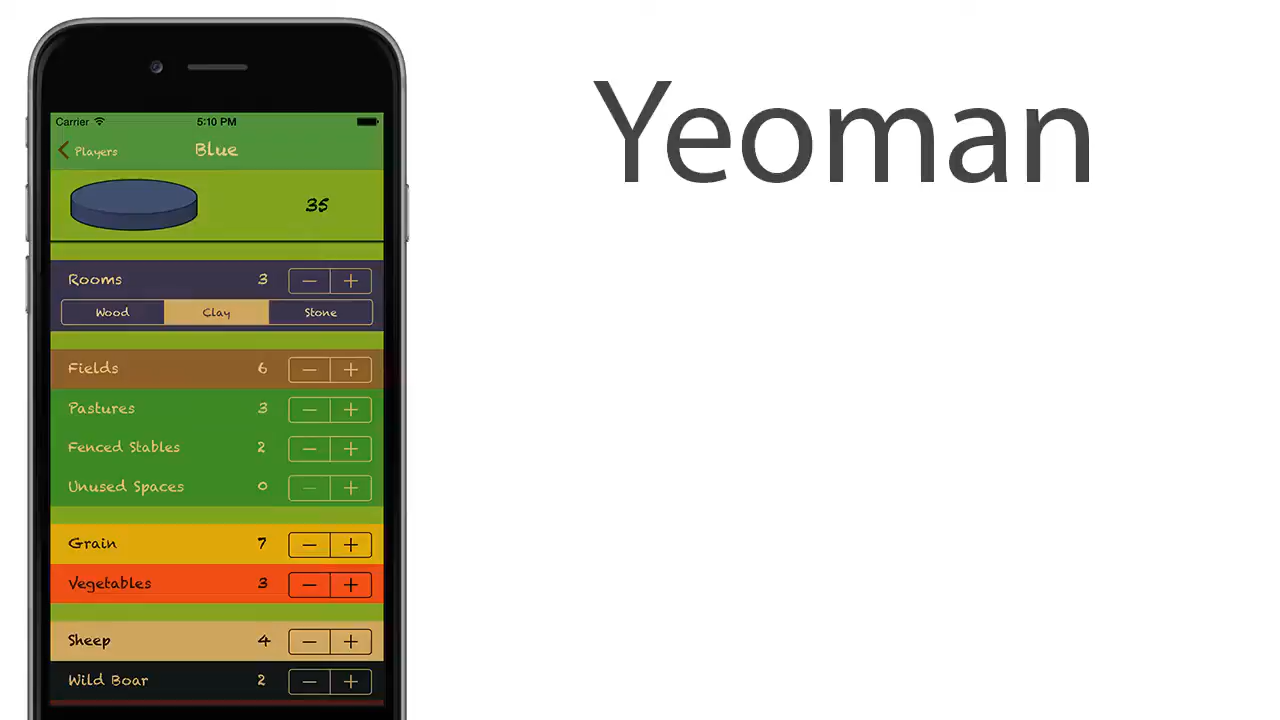 Yeoman
Carrier 5:10 PM
Players Blue
35
Rooms 3 − +
Wood Clay Stone
Fields 6 − +
Pastures 3 − +
Fenced Stables 2 − +
Unused Spaces 0 − +
Grain 7 − +
Vegetables 3 − +
Sheep 4 − +
Wild Boar 2 − +